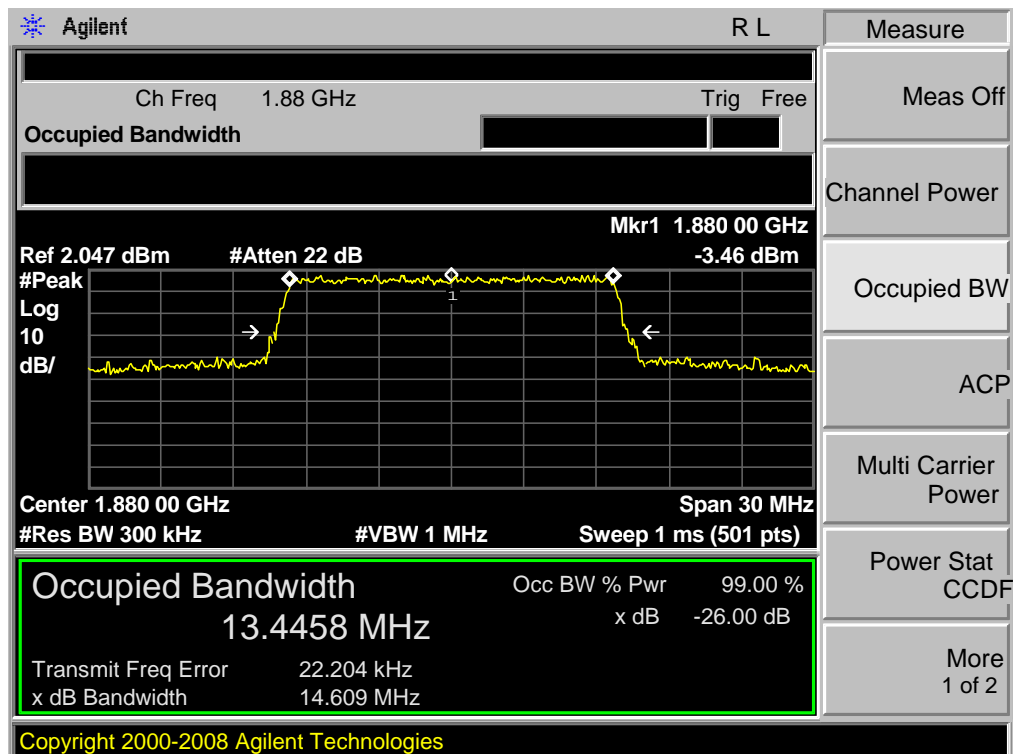 Agilent R L
Measure
Ch Freq 1.88 GHz Trig Free
Occupied Bandwidth
Meas Off
Channel Power
Mkr1 1.880 00 GHz
Ref 2.047 dBm #Atten 22 dB -3.46 dBm
#Peak
Log
10
dB/
1
Occupied BW
ACP
Multi Carrier
Power
Center 1.880 00 GHz Span 30 MHz
#Res BW 300 kHz #VBW 1 MHz Sweep 1 ms (501 pts)
Occupied Bandwidth Occ BW % Pwr 99.00 %
x dB -26.00 dB
13.4458 MHz
Transmit Freq Error 22.204 kHz
x dB Bandwidth 14.609 MHz
Power Stat
CCDF
More
1 of 2
Copyright 2000-2008 Agilent Technologies